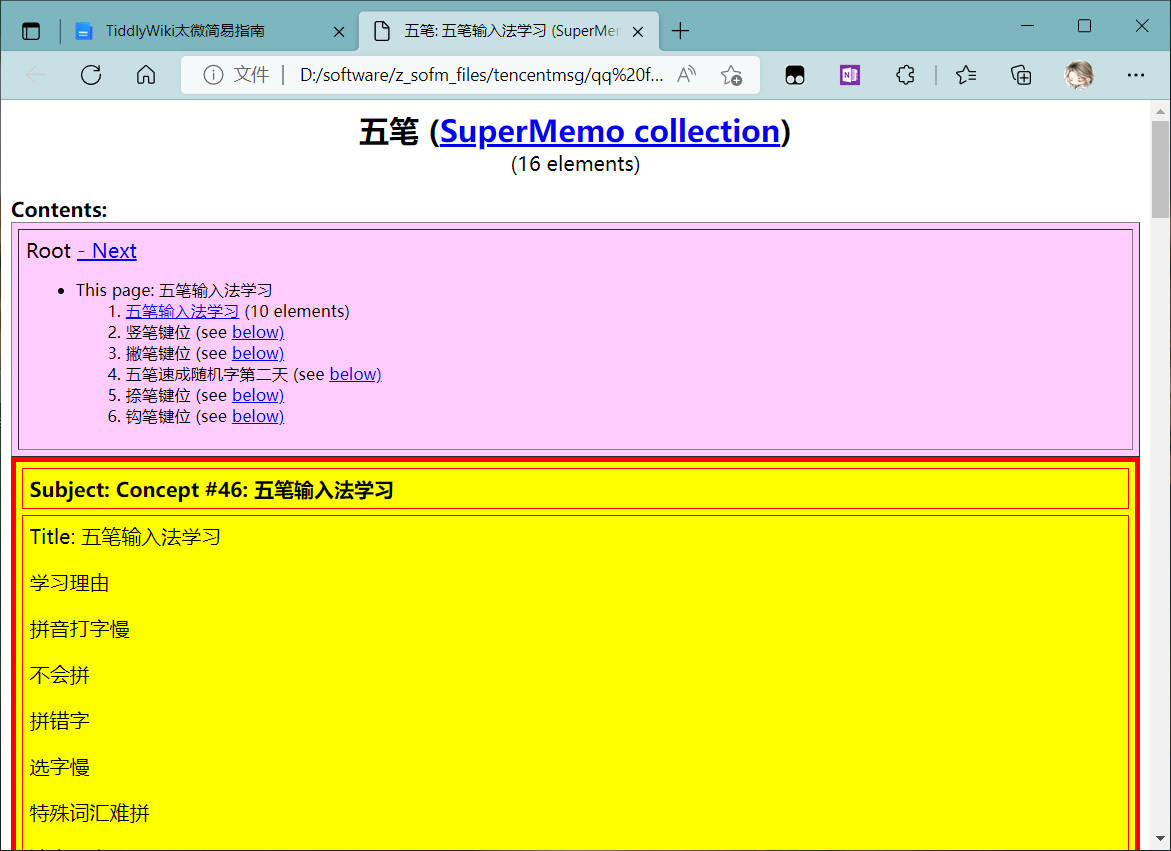 TiddlyWiki太微简易指南
五笔: 五笔输入法学习 (SuperMer
文件
D:/software/z_sofm_files/tencentmsg/qq%20f...
五笔 (SuperMemo collection)
(16 elements)
Contents:
Root - Next
• This page: 五笔输入法学习
1. 五笔输入法学习 (10 elements)
2. 竖笔键位 (see below)
3. 撇笔键位 (see below)
4. 五笔速成随机字第二天 (see below)
5. 捺笔键位 (see below)
6. 钩笔键位 (see below)
Subject: Concept #46: 五笔输入法学习
Title: 五笔输入法学习
学习理由
拼音打字慢
不会拼
拼错字
选字慢
特殊词汇难拼